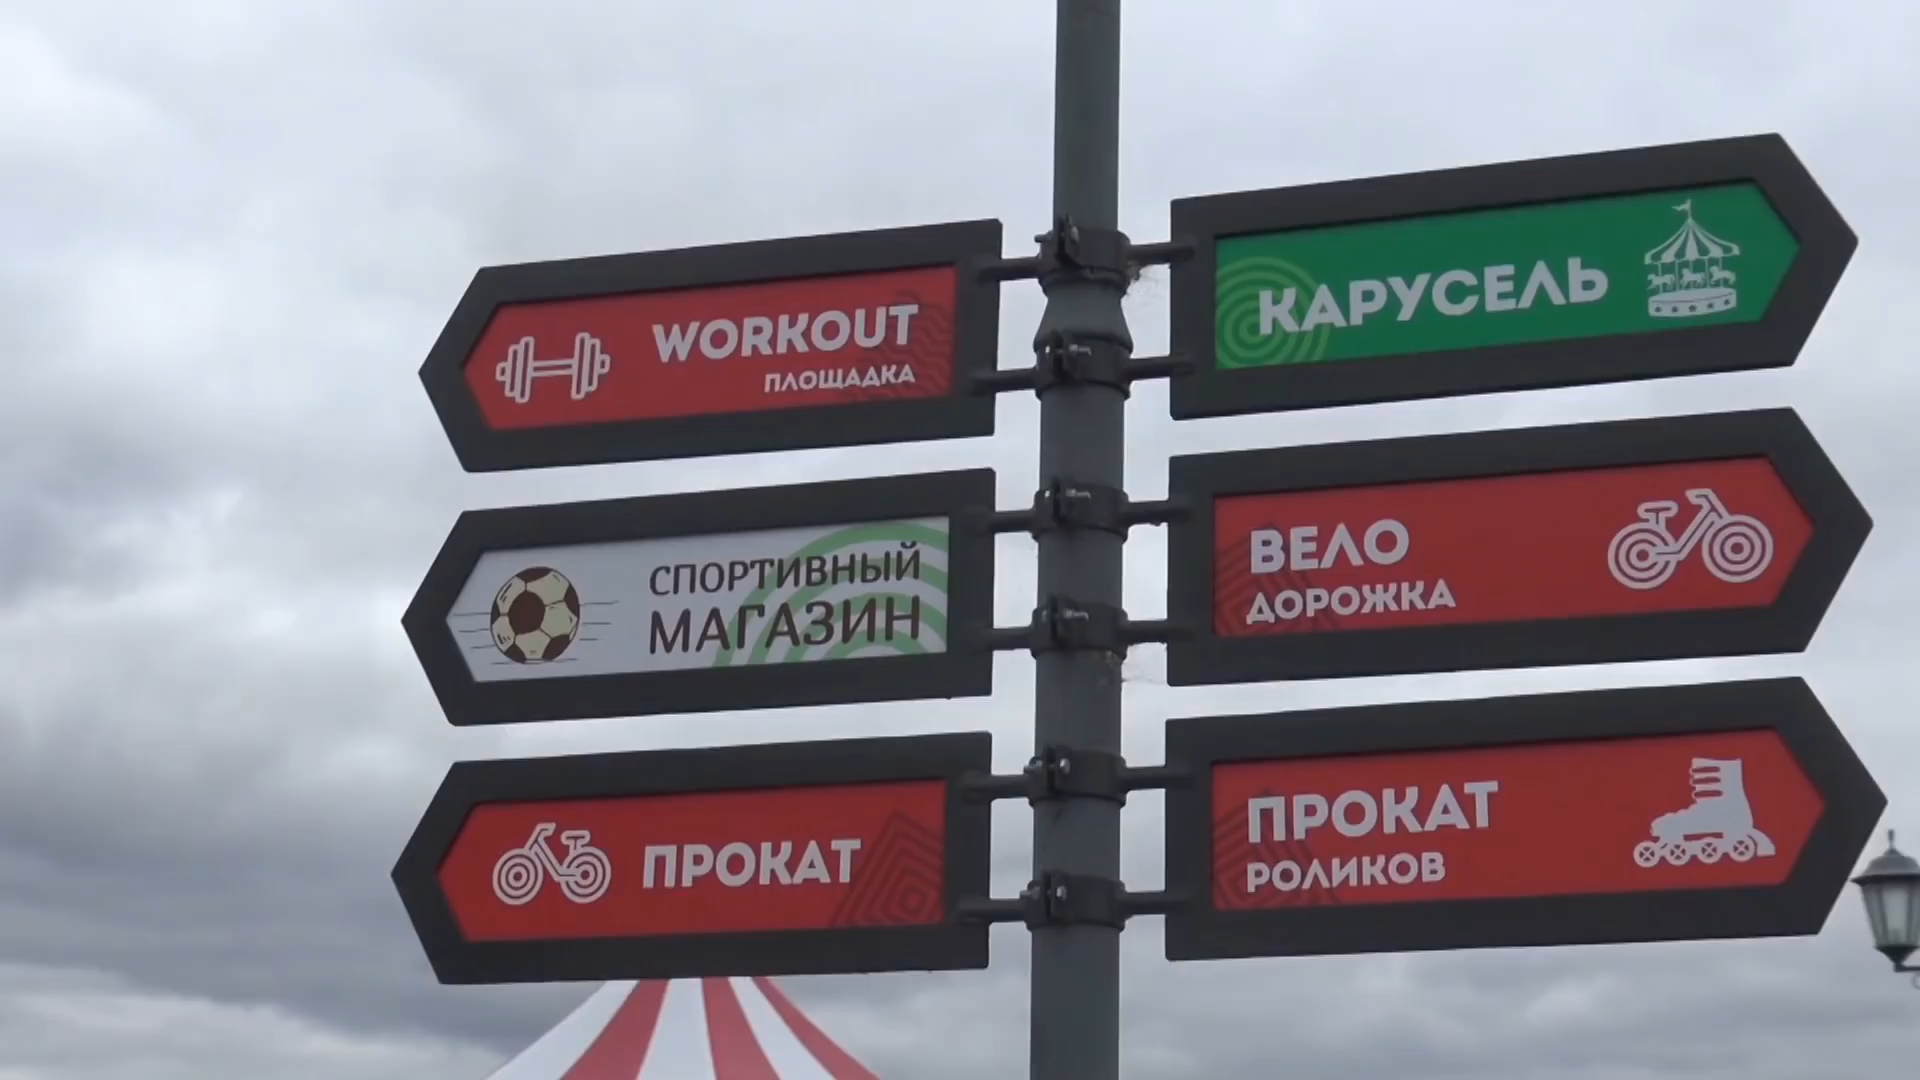 WORKOUT
ПЛОЩАДКА
СПОРТИВНЫЙ
МАГАЗИН
ПРОКАТ
КАРУСЕЛЬ
ВЕЛО
ДОРОЖКА
ПРОКАТ
РОЛИКОВ